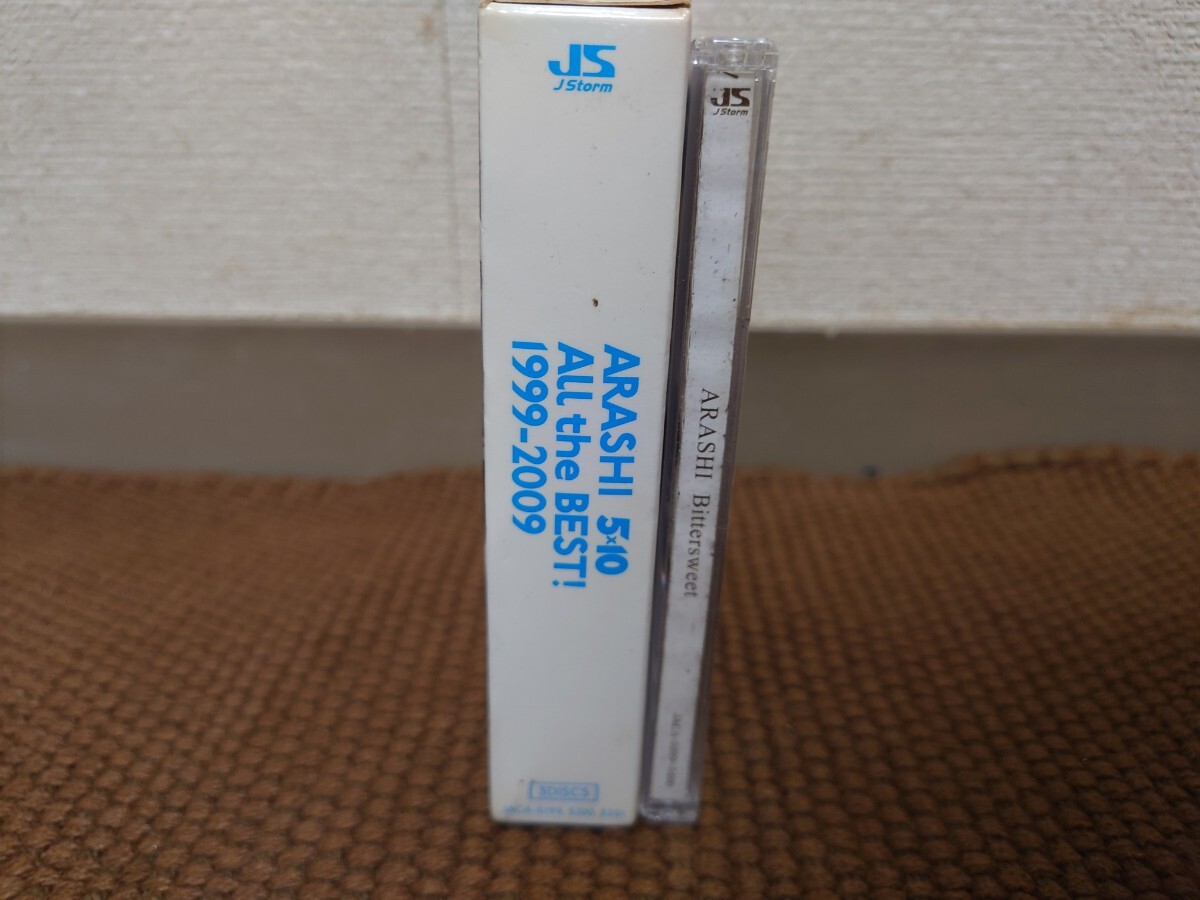 JS
J Storm
ARASHI 5×10
All the BEST!
1999-2009
3DISCS
JS
J Storm
ARASHI Bittersweet